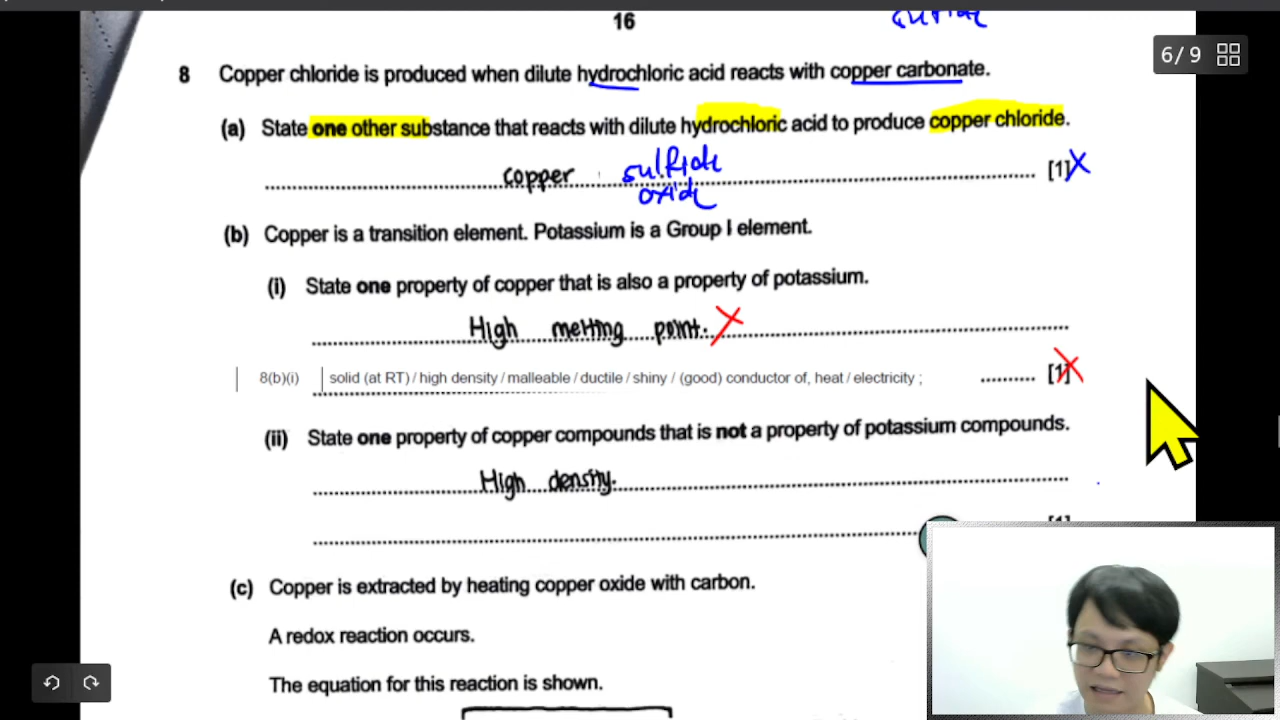 16
6/9
8 Copper chloride is produced when dilute hydrochloric acid reacts with copper carbonate.
(a) State one other substance that reacts with dilute hydrochloric acid to produce copper chloride.
copper
oxide
[1]
(b) Copper is a transition element. Potassium is a Group I element.
(i) State one property of copper that is also a property of potassium.
High melting point.
8(b)(i) solid (at RT) / high density / malleable / ductile / shiny / (good) conductor of, heat / electricity ;
[1]
(ii) State one property of copper compounds that is not a property of potassium compounds.
High density.
(c) Copper is extracted by heating copper oxide with carbon.
A redox reaction occurs.
The equation for this reaction is shown.